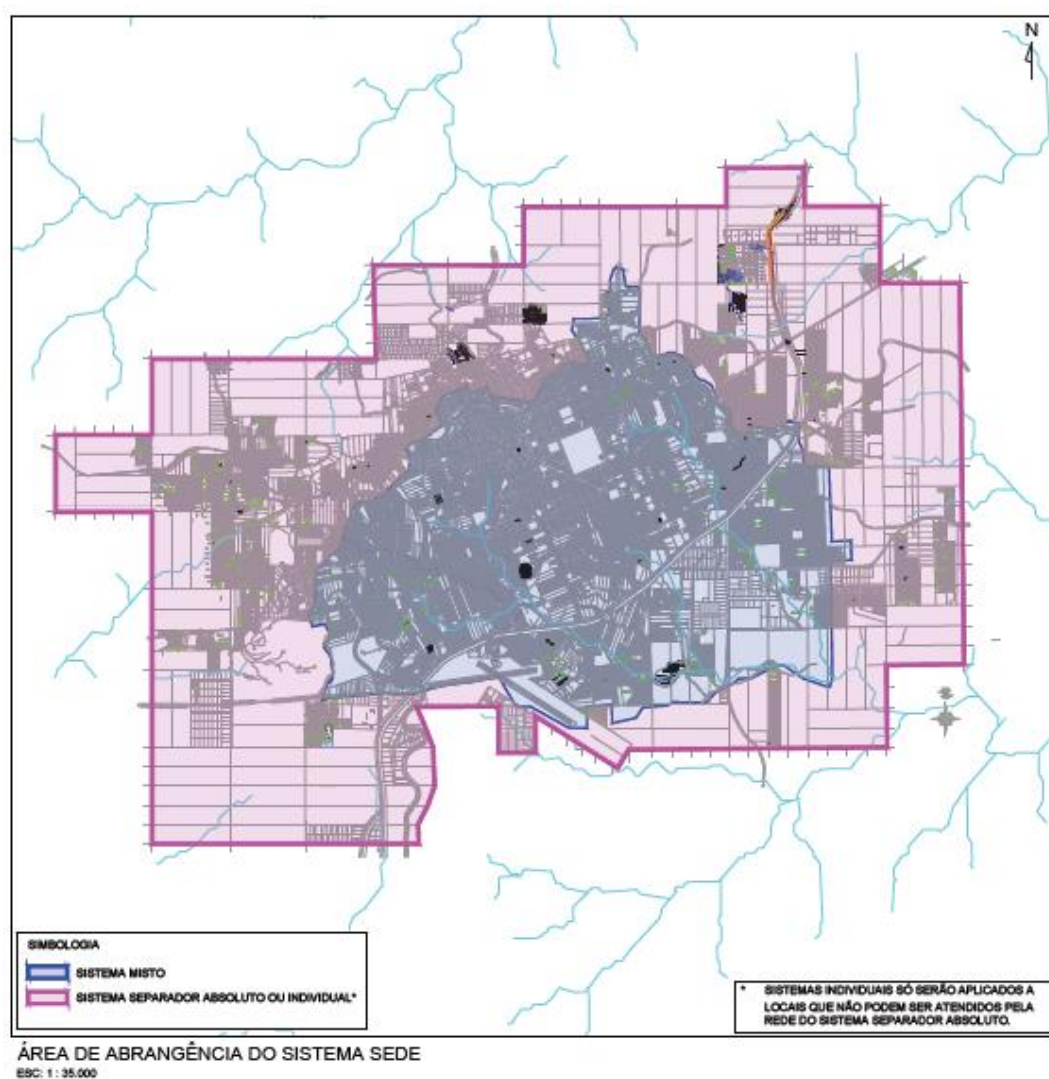 N
SIMBOLOGIA
SISTEMA MISTO
SISTEMA SEPARADOR ABSOLUTO OU INDIVIDUAL*
* SISTEMAS INDIVIDUAIS SÓ SERÃO APLICADOS A
LOCAIS QUE NÃO PODEM SER ATENDIDOS PELA
REDE DO SISTEMA SEPARADOR ABSOLUTO.
ÁREA DE ABRANGÊNCIA DO SISTEMA SEDE
ESC: 1 : 35.000